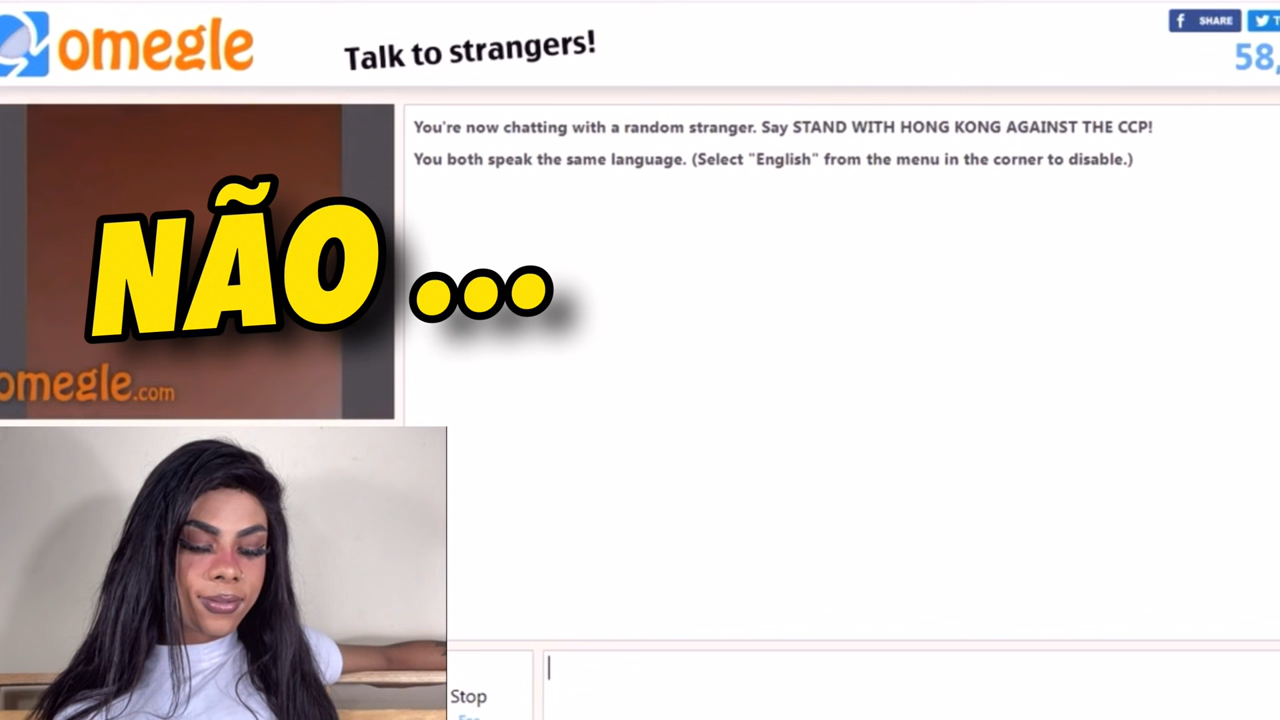 omegle
Talk to strangers!
SHARE
58,
You're now chatting with a random stranger. Say STAND WITH HONG KONG AGAINST THE CCP!
You both speak the same language. (Select "English" from the menu in the corner to disable.)
NÃO ...
omegle.com
Stop